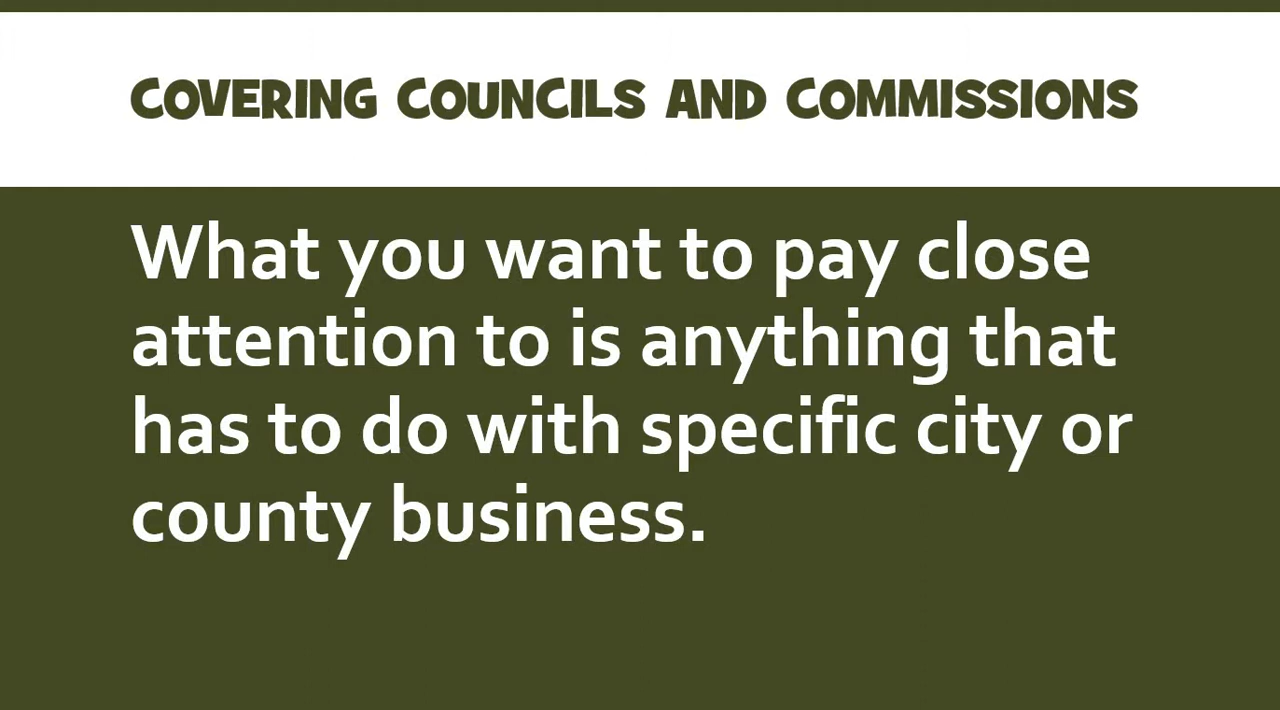 COVERING COUNCILS AND COMMISSIONS
What you want to pay close
attention to is anything that
has to do with specific city or
county business.